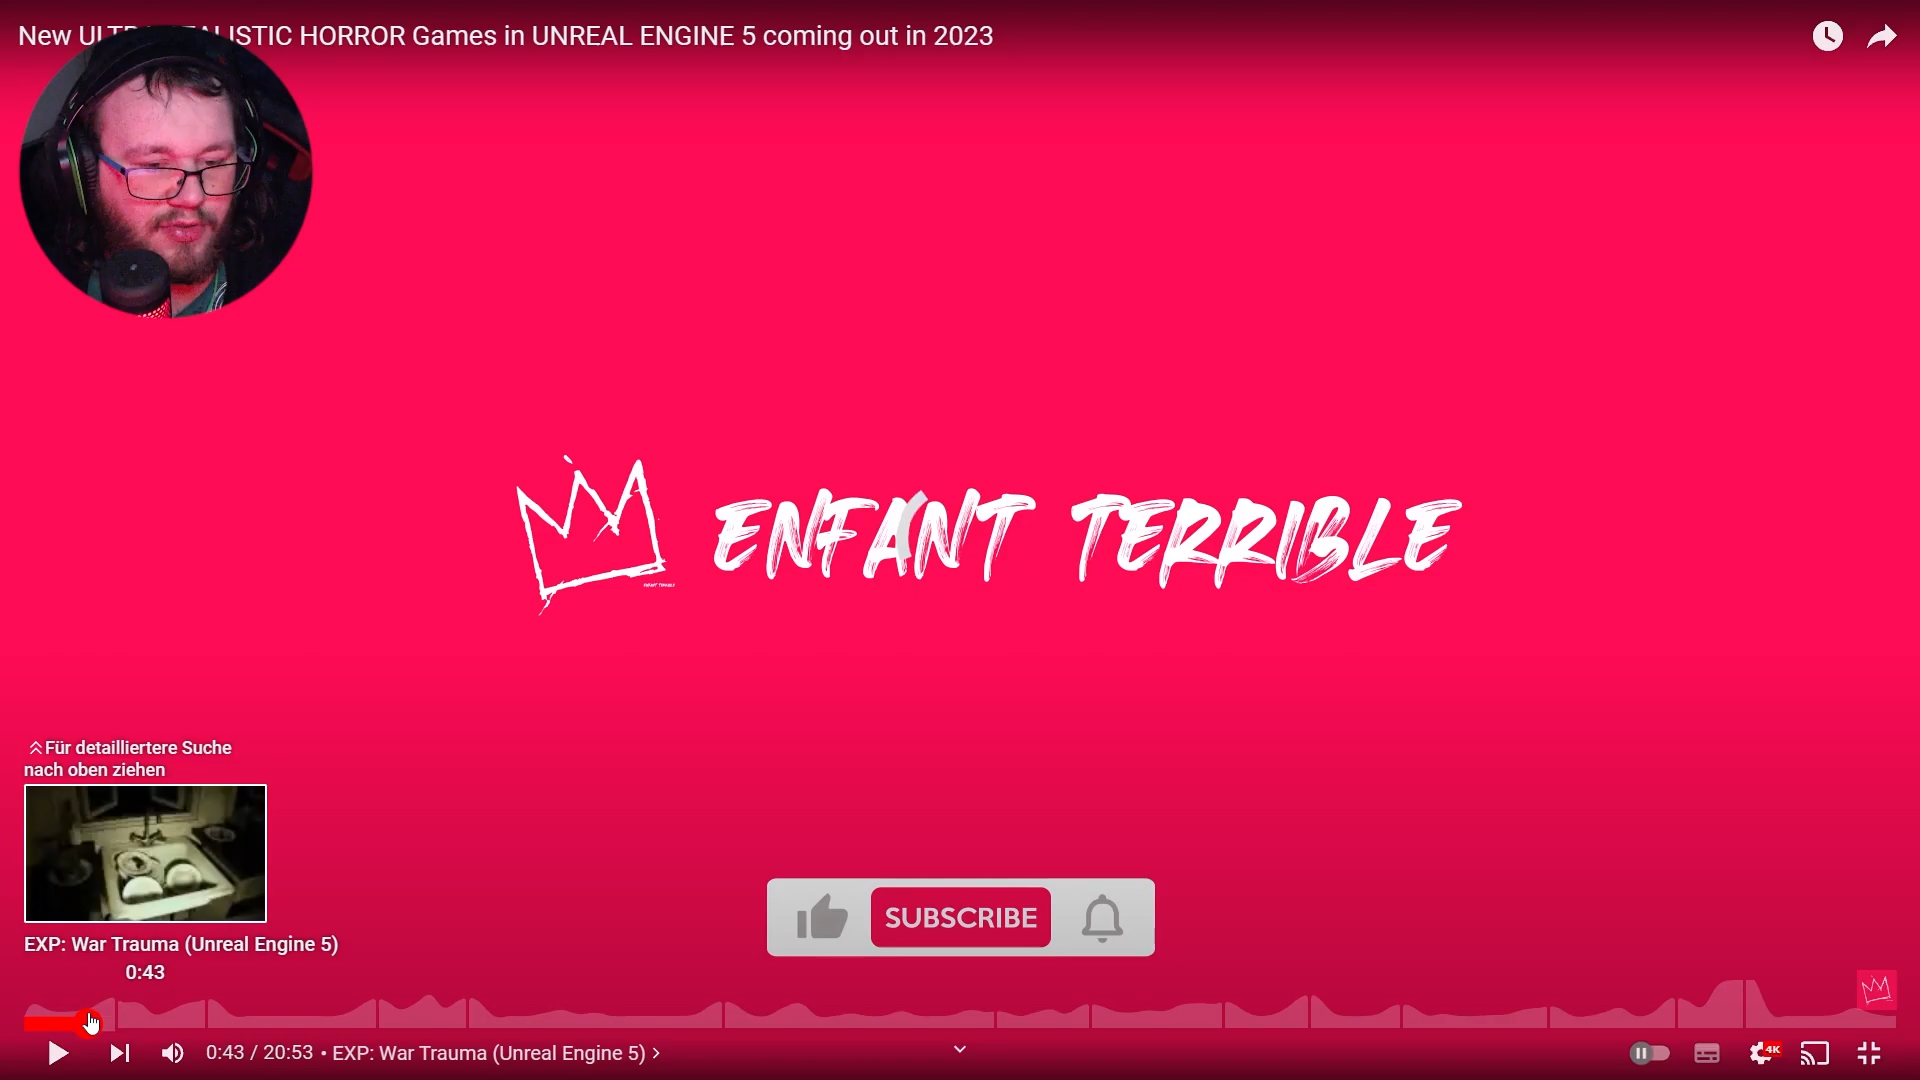 New ULTRA REALISTIC HORROR Games in UNREAL ENGINE 5 coming out in 2023
ENFANT TERRIBLE
Für detailliertere Suche
nach oben ziehen
EXP: War Trauma (Unreal Engine 5)
0:43
SUBSCRIBE
0:43 / 20:53 • EXP: War Trauma (Unreal Engine 5)
4K